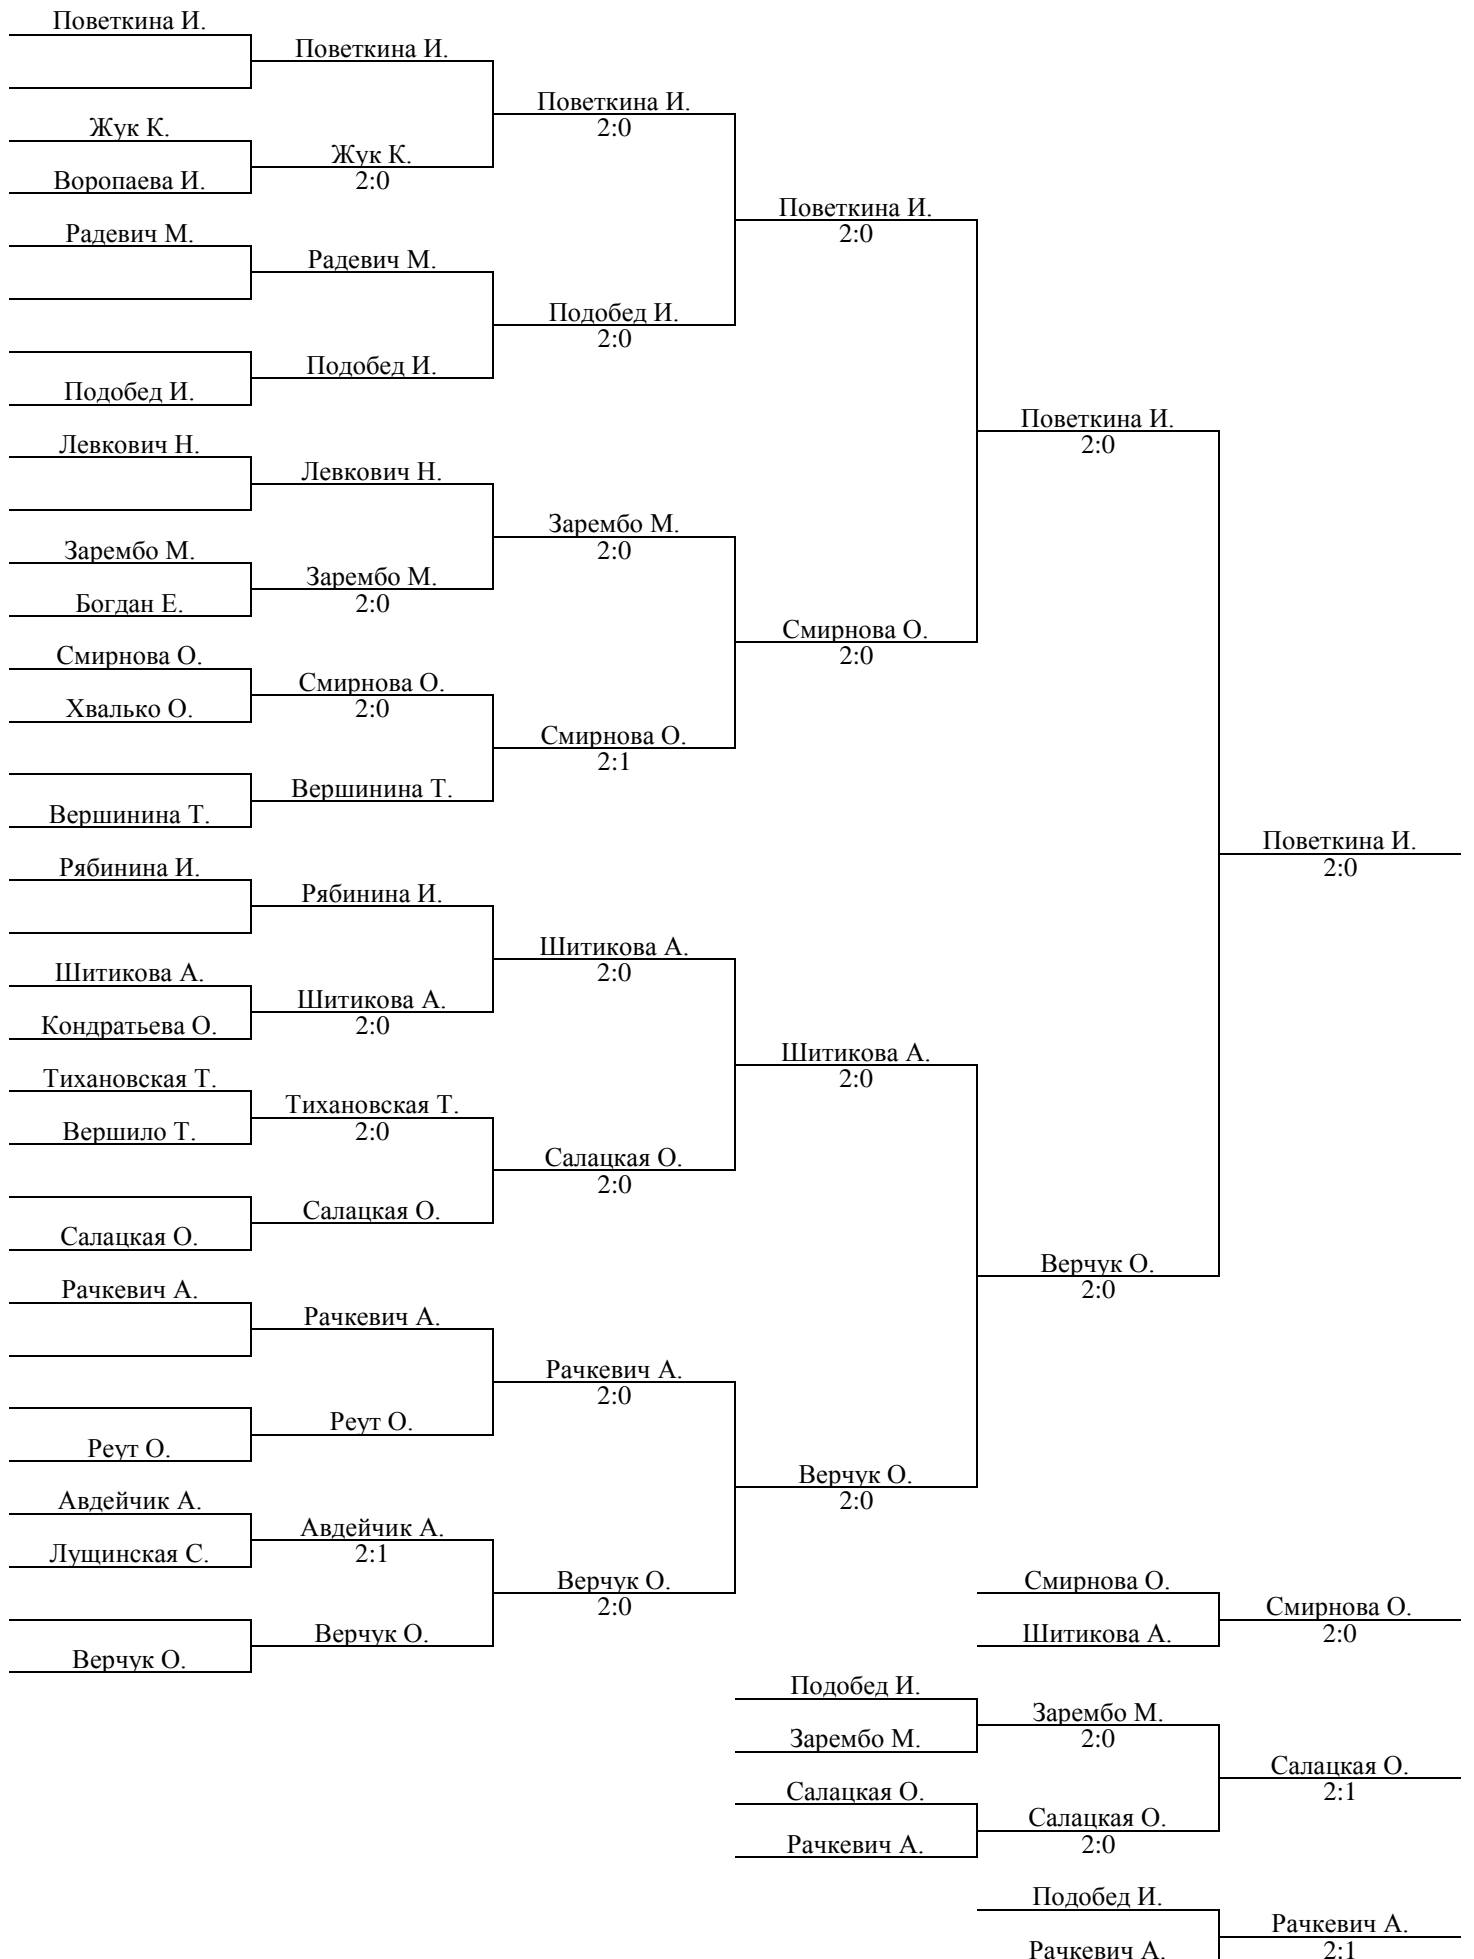 Поветкина И.
Поветкина И.
Поветкина И.
2:0
Жук К.
Жук К.
2:0
Воропаева И.
Поветкина И.
2:0
Радевич М.
Радевич М.
Подобед И.
2:0
Подобед И.
Подобед И.
Поветкина И.
2:0
Левкович Н.
Левкович Н.
Зарембо М.
2:0
Зарембо М.
Зарембо М.
2:0
Богдан Е.
Смирнова О.
2:0
Смирнова О.
Смирнова О.
2:0
Хвалько О.
Смирнова О.
2:1
Вершинина Т.
Вершинина Т.
Поветкина И.
2:0
Рябинина И.
Рябинина И.
Шитикова А.
2:0
Шитикова А.
Шитикова А.
2:0
Кондратьева О.
Шитикова А.
2:0
Тихановская Т.
Тихановская Т.
2:0
Вершило Т.
Салацкая О.
2:0
Салацкая О.
Салацкая О.
Верчук О.
2:0
Рачкевич А.
Рачкевич А.
Рачкевич А.
2:0
Реут О.
Реут О.
Верчук О.
2:0
Авдейчик А.
Авдейчик А.
2:1
Лущинская С.
Верчук О.
2:0
Верчук О.
Верчук О.
Смирнова О.
Смирнова О.
2:0
Шитикова А.
Подобед И.
Зарембо М.
2:0
Зарембо М.
Салацкая О.
2:1
Салацкая О.
Салацкая О.
2:0
Рачкевич А.
Подобед И.
Рачкевич А.
2:1
Рачкевич А.